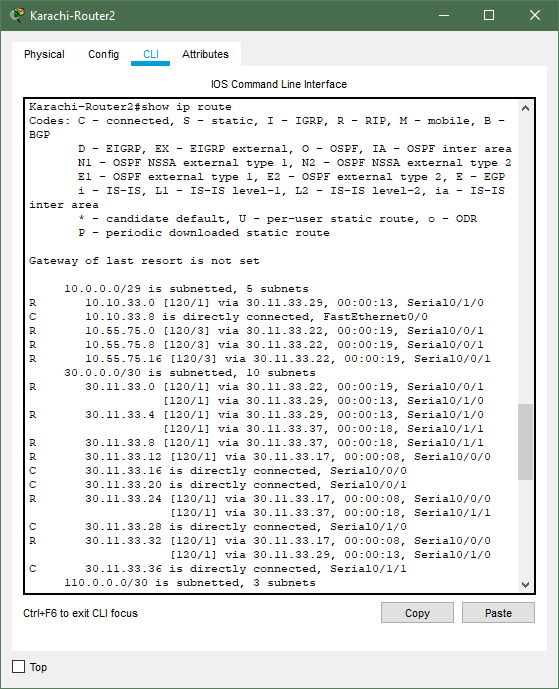 Karachi-Router2
Physical Config CLI Attributes
IOS Command Line Interface
Karachi-Router2#show ip route
Codes: C - connected, S - static, I - IGRP, R - RIP, M - mobile, B -
BGP
       D - EIGRP, EX - EIGRP external, O - OSPF, IA - OSPF inter area
       N1 - OSPF NSSA external type 1, N2 - OSPF NSSA external type 2
       E1 - OSPF external type 1, E2 - OSPF external type 2, E - EGP
       i - IS-IS, L1 - IS-IS level-1, L2 - IS-IS level-2, ia - IS-IS
inter area
       * - candidate default, U - per-user static route, o - ODR
       P - periodic downloaded static route
Gateway of last resort is not set
     10.0.0.0/29 is subnetted, 5 subnets
R       10.10.33.0 [120/1] via 30.11.33.29, 00:00:13, Serial0/1/0
C       10.10.33.8 is directly connected, FastEthernet0/0
R       10.55.75.0 [120/3] via 30.11.33.22, 00:00:19, Serial0/0/1
R       10.55.75.8 [120/3] via 30.11.33.22, 00:00:19, Serial0/0/1
R       10.55.75.16 [120/3] via 30.11.33.22, 00:00:19, Serial0/0/1
     30.0.0.0/30 is subnetted, 10 subnets
R       30.11.33.0 [120/1] via 30.11.33.22, 00:00:19, Serial0/0/1
                   [120/1] via 30.11.33.29, 00:00:13, Serial0/1/0
R       30.11.33.4 [120/1] via 30.11.33.29, 00:00:13, Serial0/1/0
                   [120/1] via 30.11.33.37, 00:00:18, Serial0/1/1
R       30.11.33.8 [120/1] via 30.11.33.37, 00:00:18, Serial0/1/1
R       30.11.33.12 [120/1] via 30.11.33.17, 00:00:08, Serial0/0/0
C       30.11.33.16 is directly connected, Serial0/0/0
C       30.11.33.20 is directly connected, Serial0/0/1
R       30.11.33.24 [120/1] via 30.11.33.17, 00:00:08, Serial0/0/0
                    [120/1] via 30.11.33.37, 00:00:18, Serial0/1/1
C       30.11.33.28 is directly connected, Serial0/1/0
R       30.11.33.32 [120/1] via 30.11.33.17, 00:00:08, Serial0/0/0
                    [120/1] via 30.11.33.29, 00:00:13, Serial0/1/0
C       30.11.33.36 is directly connected, Serial0/1/1
     110.0.0.0/30 is subnetted, 3 subnets
Ctrl+F6 to exit CLI focus Copy Paste
Top